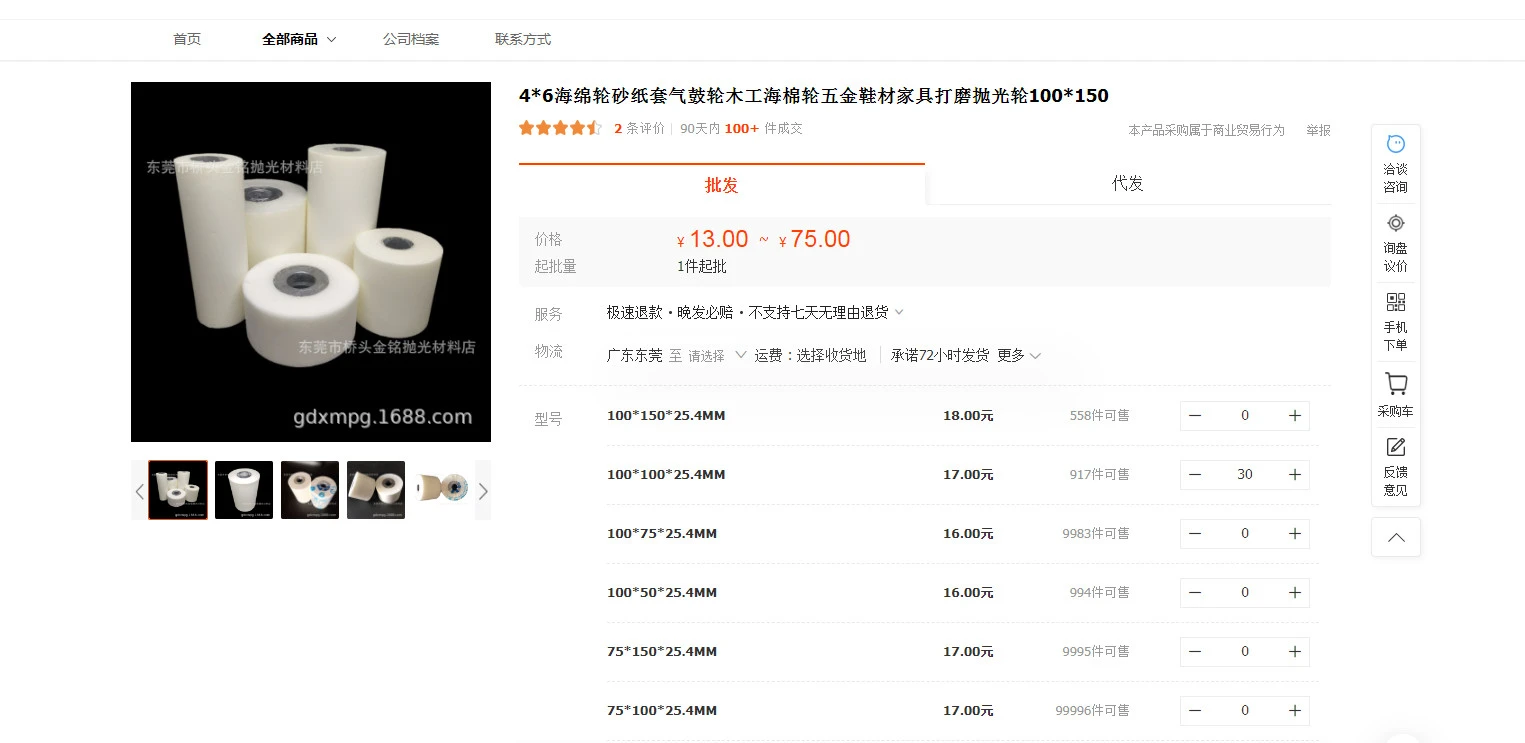 首页
全部商品
公司档案
联系方式
东莞市桥头金铭抛光材料店
东莞市桥头金铭抛光材料店
gdxmpg.1688.com
4*6海绵轮砂纸套气鼓轮木工海棉轮五金鞋材家具打磨抛光轮100*150
2 条评价 90天内 100+ 件成交
本产品采购属于商业贸易行为 举报
批发 代发
价格 ¥13.00 ~ ¥75.00
起批量 1件起批
服务 极速退款·晚发必赔·不支持七天无理由退货
物流 广东东莞 至 请选择 运费：选择收货地 承诺72小时发货 更多
型号 100*150*25.4MM 18.00元 558件可售 — 0 +
100*100*25.4MM 17.00元 917件可售 — 30 +
100*75*25.4MM 16.00元 9983件可售 — 0 +
100*50*25.4MM 16.00元 994件可售 — 0 +
75*150*25.4MM 17.00元 9995件可售 — 0 +
75*100*25.4MM 17.00元 99996件可售 — 0 +
洽谈
咨询
询盘
议价
手机
下单
采购车
反馈
意见